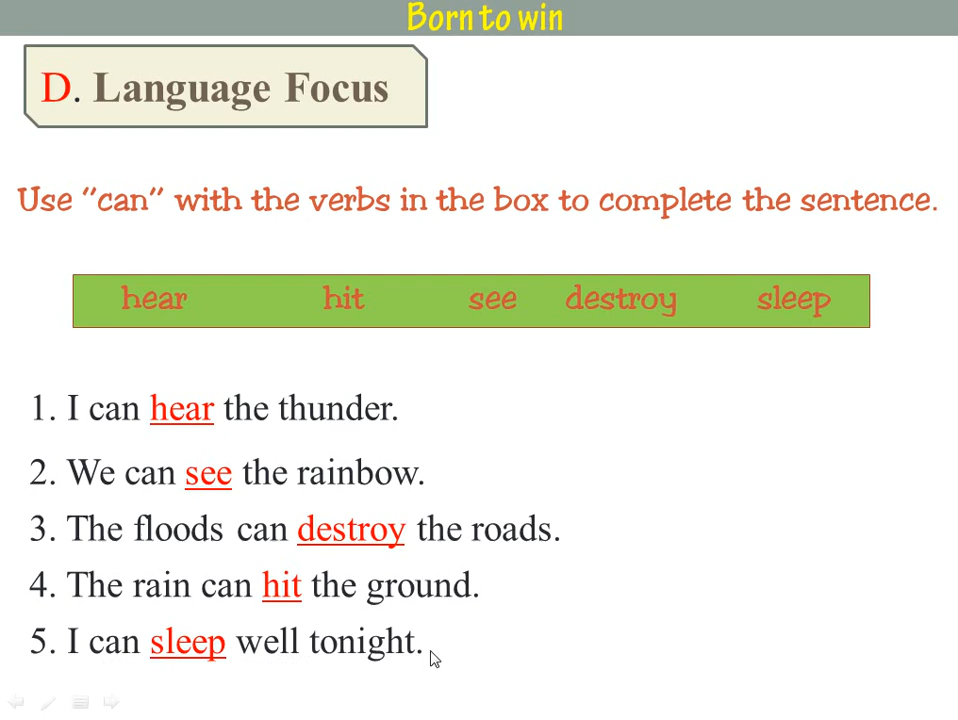 Born to win
D. Language Focus
Use "can" with the verbs in the box to complete the sentence.
hear hit see destroy sleep
1. I can hear the thunder.
2. We can see the rainbow.
3. The floods can destroy the roads.
4. The rain can hit the ground.
5. I can sleep well tonight.